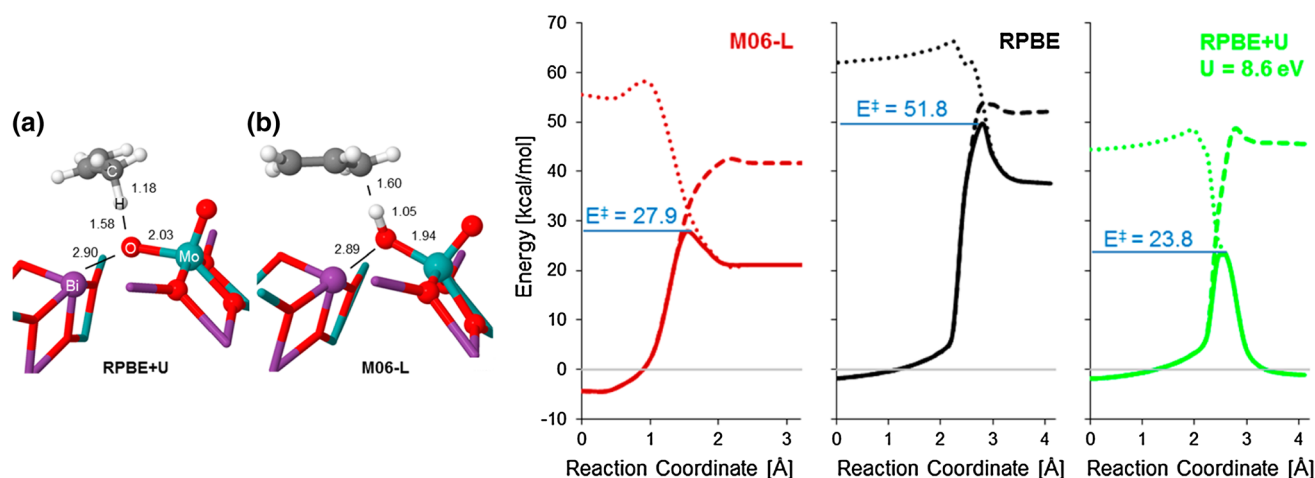 (a)
(b)
C
H
1.18
1.58
2.03
2.90
O
Mo
Bi
RPBE+U
1.60
1.05
1.94
2.89
M06-L
Energy [kcal/mol]
70
60
50
40
30
20
10
0
-10
M06-L
E‡ = 27.9
0 1 2 3
Reaction Coordinate [Å]
RPBE
E‡ = 51.8
0 1 2 3 4
Reaction Coordinate [Å]
RPBE+U
U = 8.6 eV
E‡ = 23.8
0 1 2 3 4
Reaction Coordinate [Å]